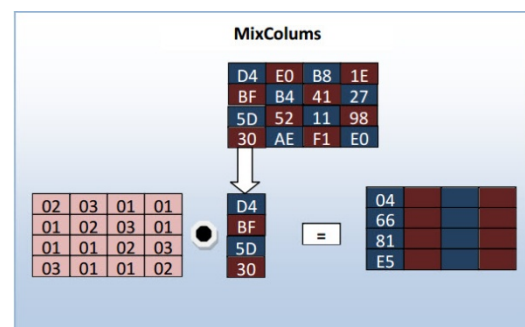 MixColums
D4 E0 B8 1E
BF B4 41 27
5D 52 11 98
30 AE F1 E0
02 03 01 01
01 02 03 01
01 01 02 03
03 01 01 02
D4
BF
5D
30
=
04
66
81
E5